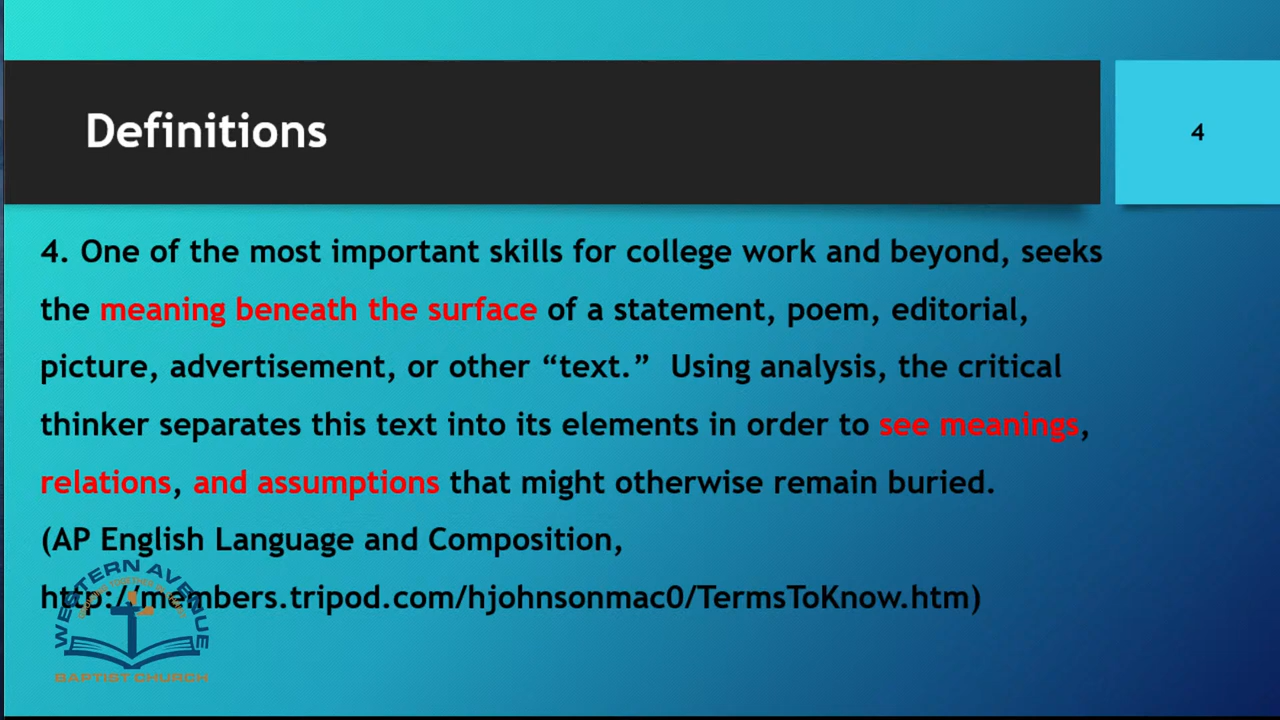 Definitions
4
4. One of the most important skills for college work and beyond, seeks
the meaning beneath the surface of a statement, poem, editorial,
picture, advertisement, or other “text.”  Using analysis, the critical
thinker separates this text into its elements in order to see meanings,
relations, and assumptions that might otherwise remain buried.
(AP English Language and Composition,
http://members.tripod.com/hjohnsonmac0/TermsToKnow.htm)
WESTERN AVENUE
BAPTIST CHURCH